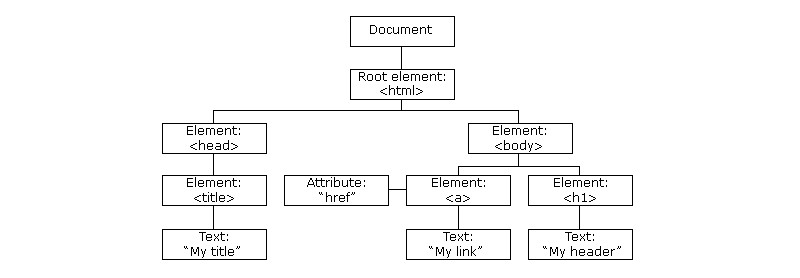 Document
Root element:
<html>
Element:
<head>
Element:
<body>
Element:
<title>
Attribute:
“href”
Element:
<a>
Element:
<h1>
Text:
“My title”
Text:
“My link”
Text:
“My header”